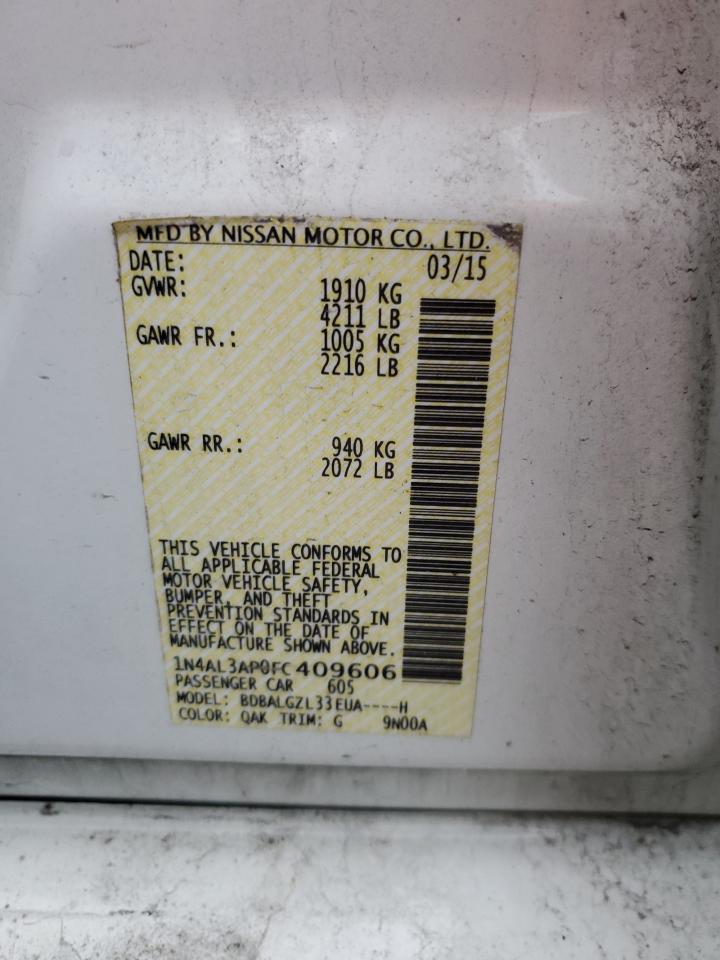 MFD BY NISSAN MOTOR CO., LTD.
DATE: 03/15
GVWR: 1910 KG
4211 LB
GAWR FR.: 1005 KG
2216 LB
GAWR RR.: 940 KG
2072 LB
THIS VEHICLE CONFORMS TO
ALL APPLICABLE FEDERAL
MOTOR VEHICLE SAFETY,
BUMPER, AND THEFT
PREVENTION STANDARDS IN
EFFECT ON THE DATE OF
MANUFACTURE SHOWN ABOVE.
1N4AL3AP0FC409606
PASSENGER CAR 605
MODEL: BDBALGZL33EUA----H
COLOR: QAK TRIM: G 9N00A